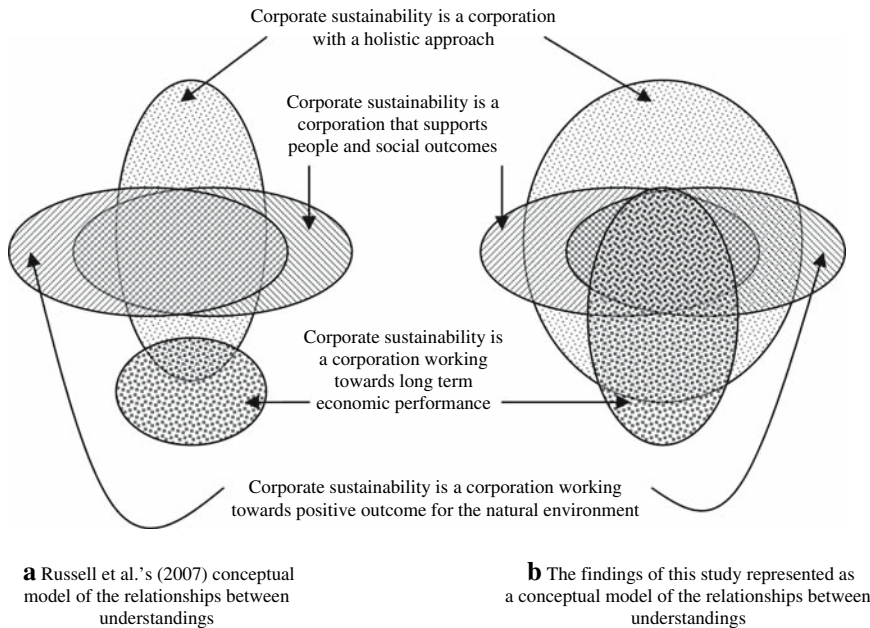 Corporate sustainability is a corporation
with a holistic approach
Corporate sustainability is a
corporation that supports
people and social outcomes
Corporate sustainability is
a corporation working
towards long term
economic performance
Corporate sustainability is a corporation working
towards positive outcome for the natural environment
a Russell et al.'s (2007) conceptual
model of the relationships between
understandings
b The findings of this study represented as
a conceptual model of the relationships between
understandings